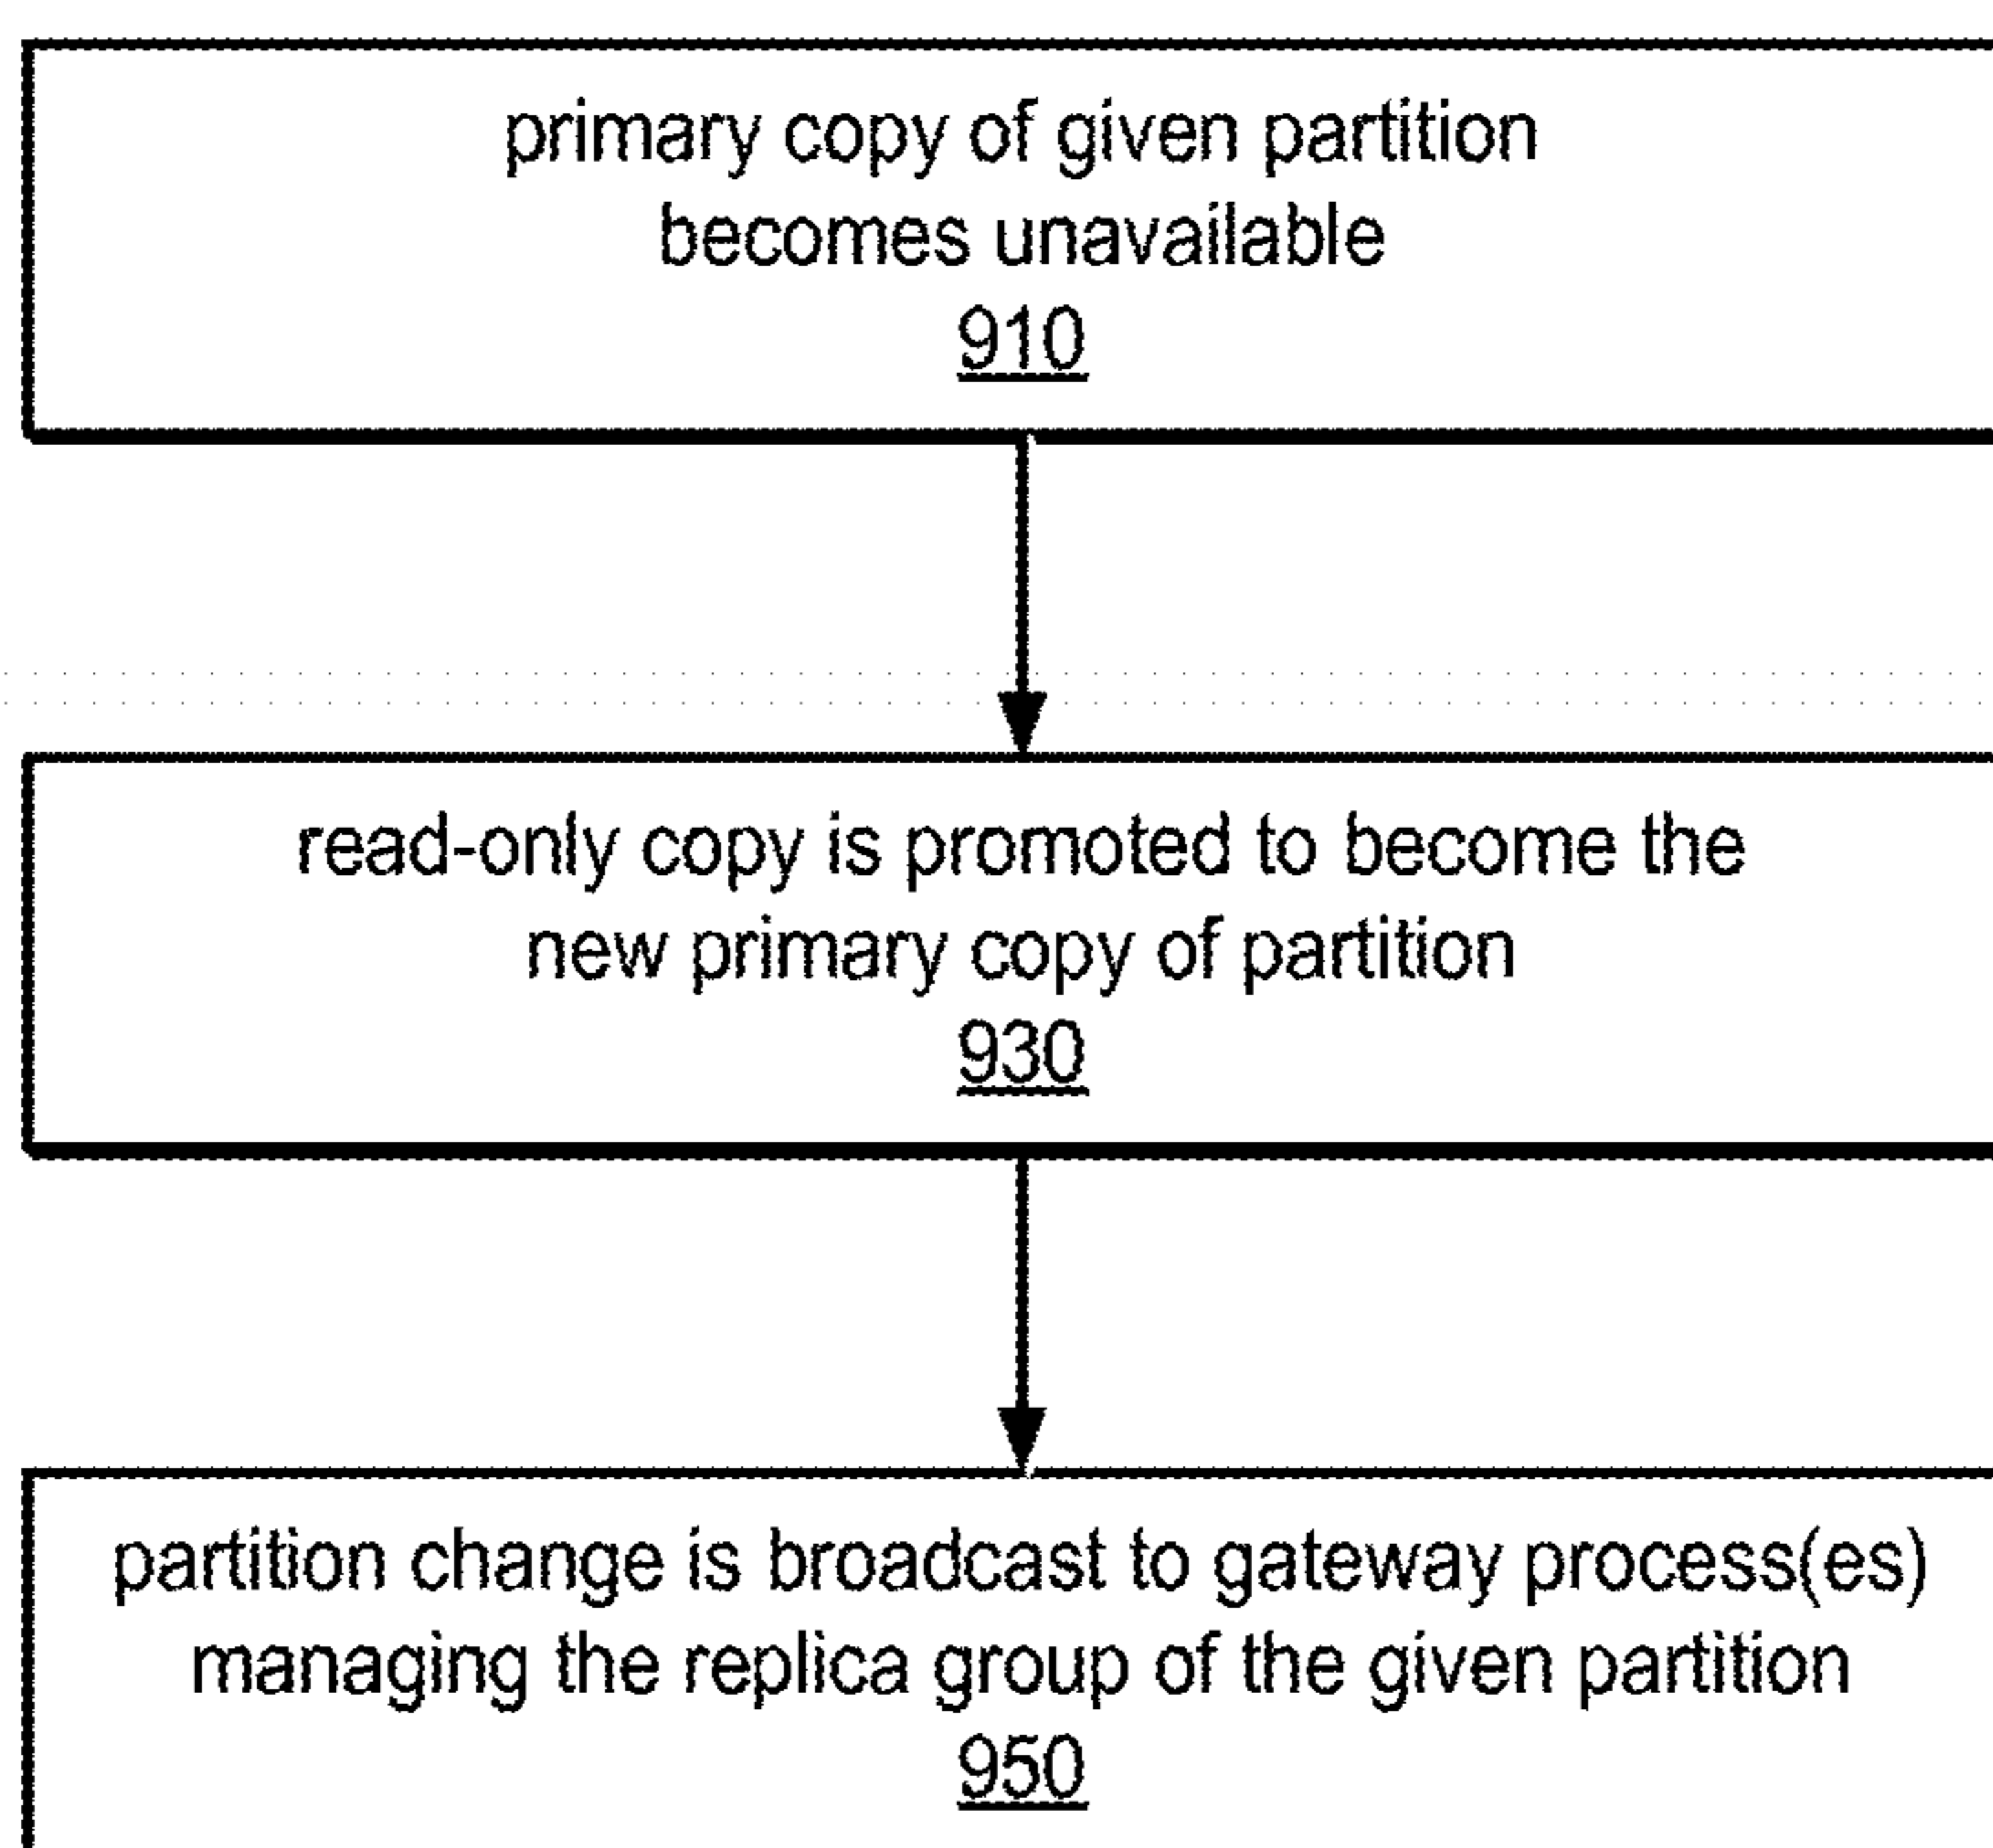 primary copy of given partition
becomes unavailable
910
read-only copy is promoted to become the
new primary copy of partition
930
partition change is broadcast to gateway process(es)
managing the replica group of the given partition
950